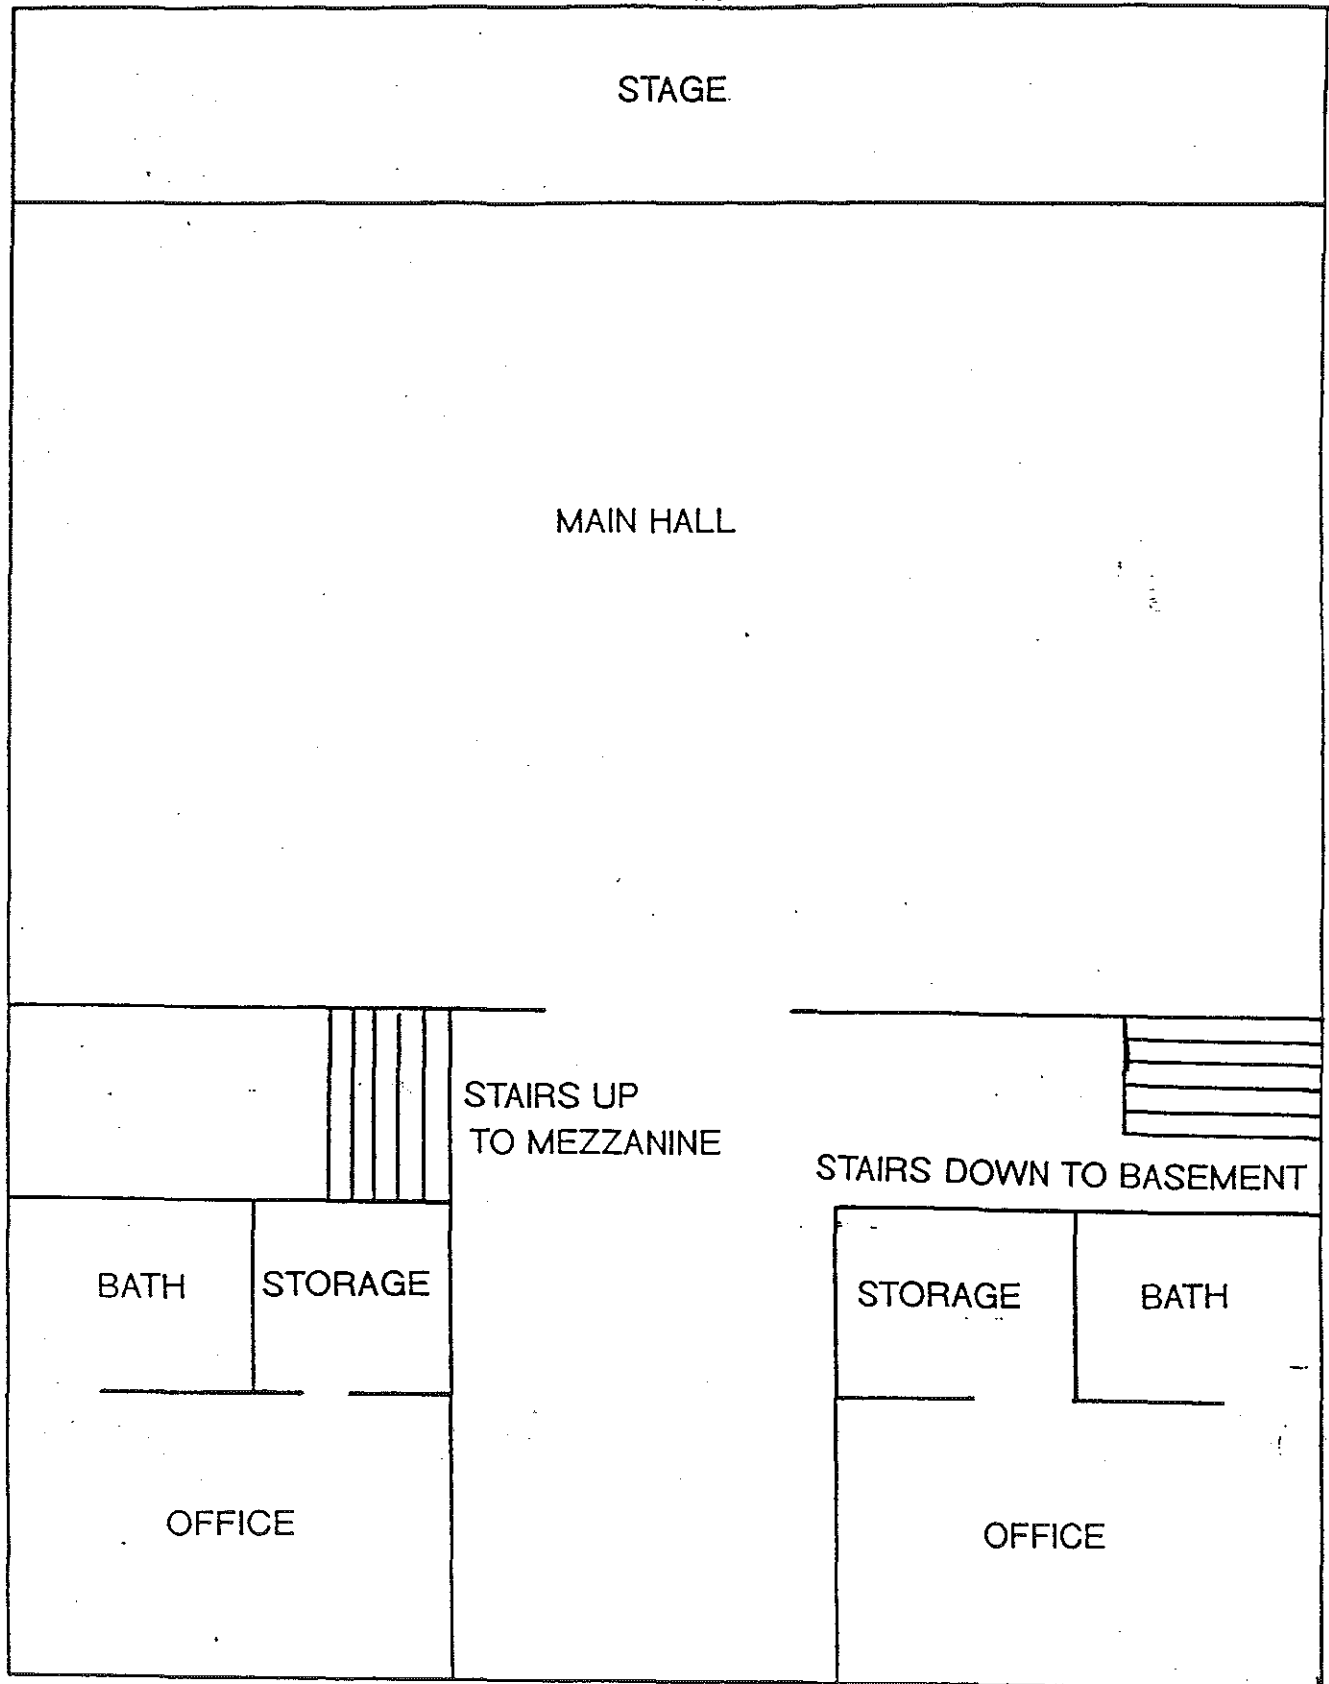 STAGE
MAIN HALL
STAIRS UP
TO MEZZANINE
STAIRS DOWN TO BASEMENT
BATH
STORAGE
STORAGE
BATH
OFFICE
OFFICE